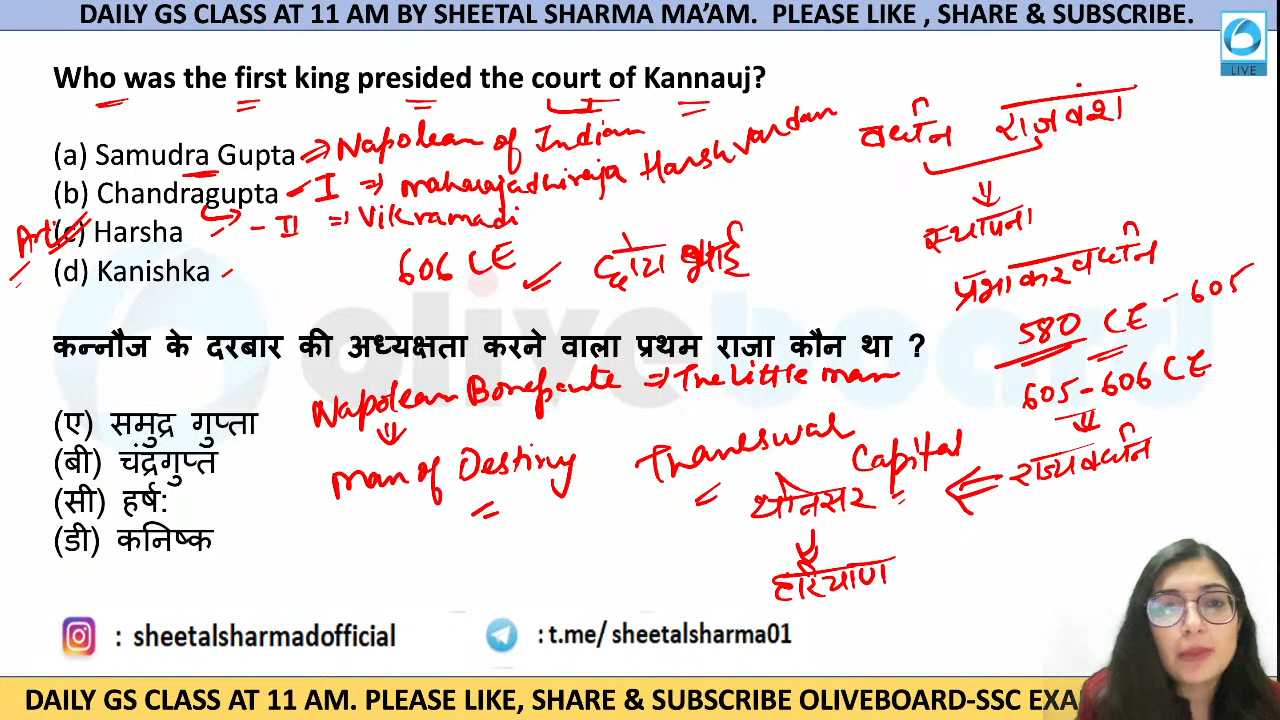 DAILY GS CLASS AT 11 AM BY SHEETAL SHARMA MA’AM. PLEASE LIKE , SHARE & SUBSCRIBE.
LIVE
Who was the first king presided the court of Kannauj?
वर्धन राजवंश
(a) Samudra Gupta ⇒ Napolean of Indian
(b) Chandragupta - I ⇒ maharajadhiraja Harshvardan
- II ⇒ Vikramadi
स्थापना
(c) Harsha
(d) Kanishka
606 CE
भाई
प्रभाकरवर्धन
580 CE - 605
605-606 CE
राज्यवर्धन
कन्नौज के दरबार की अध्यक्षता करने वाला प्रथम राजा कौन था ?
Napolean Bonepaute ⇒ The Little man
man of Destiny
Thaneswar
Capital
थानेसर
हरियाणा
(ए) समुद्र गुप्ता
(बी) चंद्रगुप्त
(सी) हर्ष:
(डी) कनिष्क
oliveboard
: sheetalsharmadofficial
: t.me/ sheetalsharma01
DAILY GS CLASS AT 11 AM. PLEASE LIKE, SHARE & SUBSCRIBE OLIVEBOARD-SSC EXA